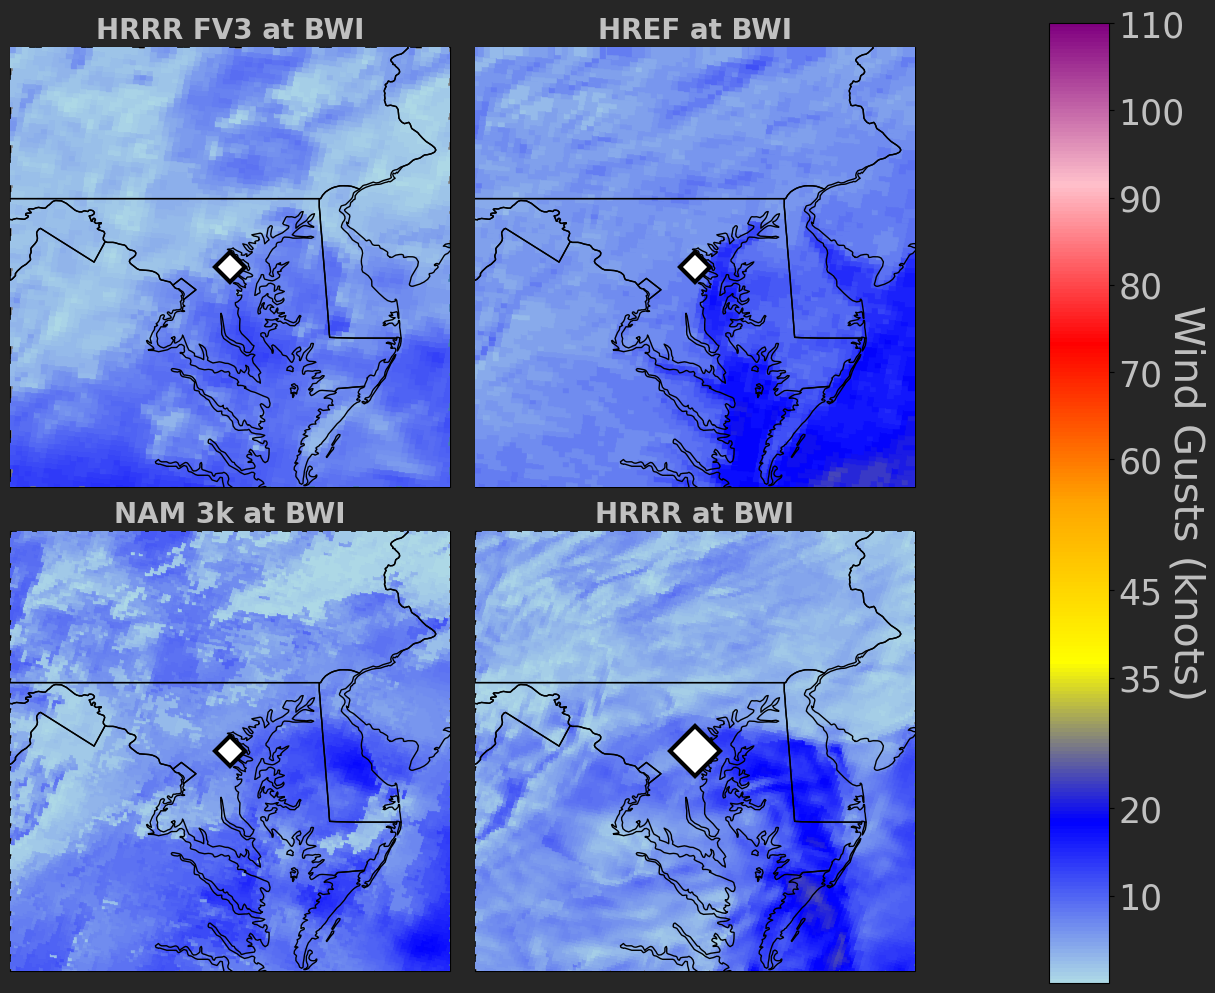 HRRR FV3 at BWI
HREF at BWI
NAM 3k at BWI
HRRR at BWI
110
100
90
80
70
60
45
35
20
10
Wind Gusts (knots)